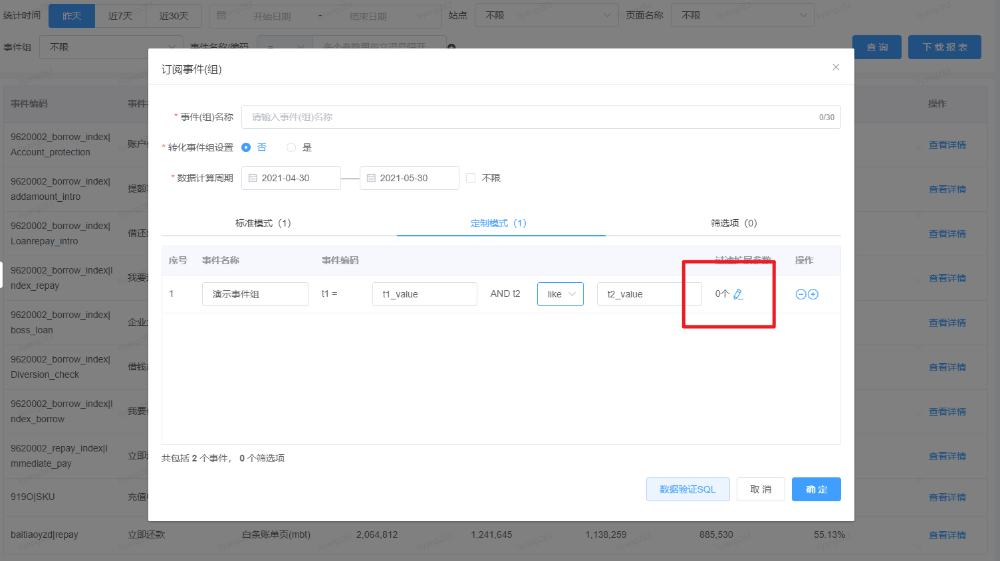 统计时间 昨天 近7天 近30天 开始日期 - 结束日期 站点 不限 页面名称 不限
事件组 不限 事件名称/编码 = 多个参数用英文逗号隔开 查询 下载报表
订阅事件(组)
* 事件(组)名称 请输入事件(组)名称 0/30
* 转化事件组设置 否 是
* 数据计算周期 2021-04-30 2021-05-30 不限
标准模式（1） 定制模式（1） 筛选项（0）
序号 事件名称 事件编码 过滤扩展参数 操作
1 演示事件组 t1 = t1_value AND t2 like t2_value 0个
共包括 2 个事件， 0 个筛选项
数据验证SQL 取消 确定
事件编码 操作
9620002_borrow_index|
Account_protection
账户 查看详情
9620002_borrow_index|
addamount_intro
提额 查看详情
9620002_borrow_index|
Loanrepay_intro
借还 查看详情
9620002_borrow_index|I
ndex_repay
我要 查看详情
9620002_borrow_index|
boss_loan
企业 查看详情
9620002_borrow_index|
Diversion_check
借钱 查看详情
9620002_borrow_index|I
ndex_borrow
我要 查看详情
9620002_repay_index|I
mmediate_pay
立即 查看详情
919O|SKU 充值 查看详情
baitiaoyzd|repay 立即还款 白条账单页(mbt) 2,064,812 1,241,645 1,138,259 885,530 55.13% 查看详情
liyang283